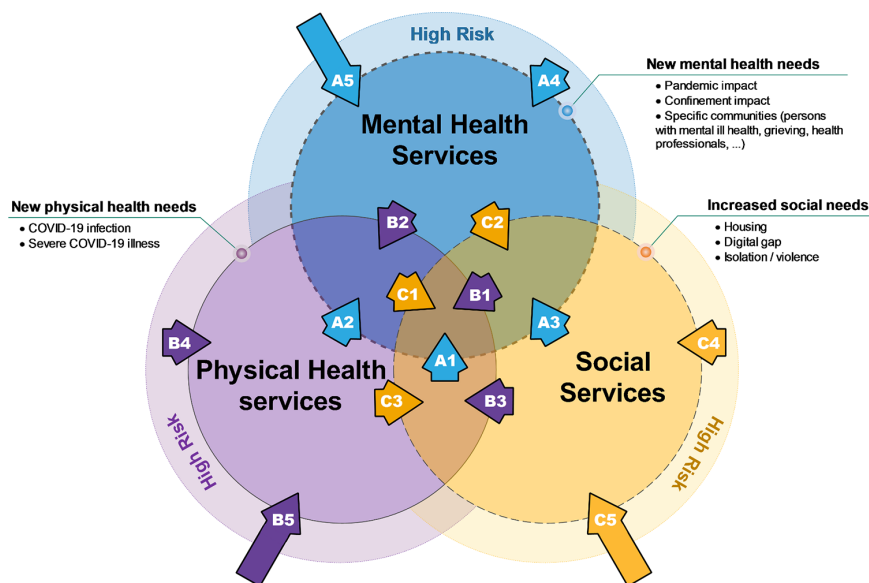 High Risk
A5
A4
New mental health needs
• Pandemic impact
• Confinement impact
• Specific communities (persons
with mental ill health, grieving, health
professionals, ...)
Mental Health
Services
New physical health needs
• COVID-19 infection
• Severe COVID-19 illness
Increased social needs
• Housing
• Digital gap
• Isolation / violence
B2
C2
C1
B1
A2
A3
B4
C4
A1
Physical Health
services
Social
Services
C3
B3
High Risk
High Risk
B5
C5